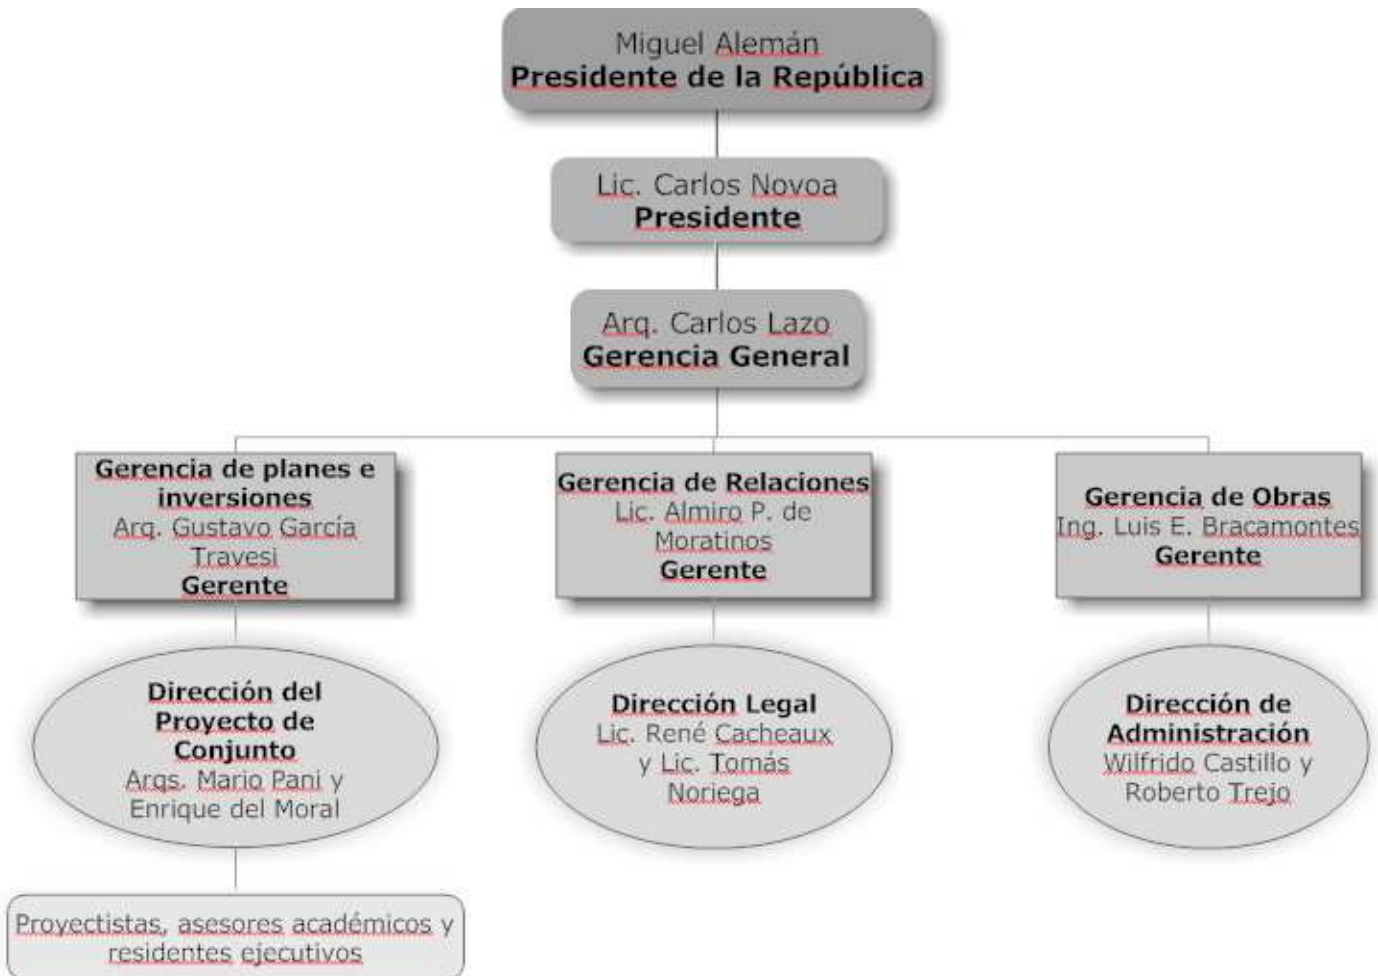 Miguel Alemán
Presidente de la República
Lic. Carlos Novoa
Presidente
Arq. Carlos Lazo
Gerencia General
Gerencia de planes e
inversiones
Arq. Gustavo García
Travesi
Gerente
Gerencia de Relaciones
Lic. Almiro P. de
Moratinos
Gerente
Gerencia de Obras
Ing. Luis E. Bracamontes
Gerente
Dirección del
Proyecto de
Conjunto
Arqs. Mario Pani y
Enrique del Moral
Dirección Legal
Lic. René Cacheaux
y Lic. Tomás
Noriega
Dirección de
Administración
Wilfrido Castillo y
Roberto Trejo
Proyectistas, asesores académicos y
residentes ejecutivos